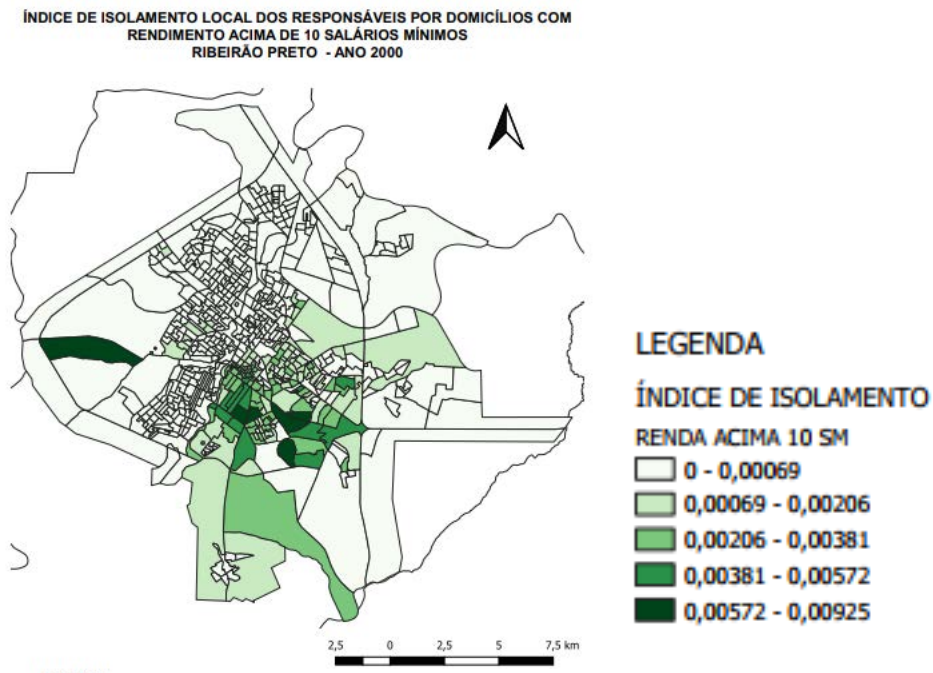 ÍNDICE DE ISOLAMENTO LOCAL DOS RESPONSÁVEIS POR DOMICÍLIOS COM
RENDIMENTO ACIMA DE 10 SALÁRIOS MÍNIMOS
RIBEIRÃO PRETO - ANO 2000
LEGENDA
ÍNDICE DE ISOLAMENTO
RENDA ACIMA 10 SM
0 - 0,00069
0,00069 - 0,00206
0,00206 - 0,00381
0,00381 - 0,00572
0,00572 - 0,00925
2,5 0 2,5 5 7,5 km